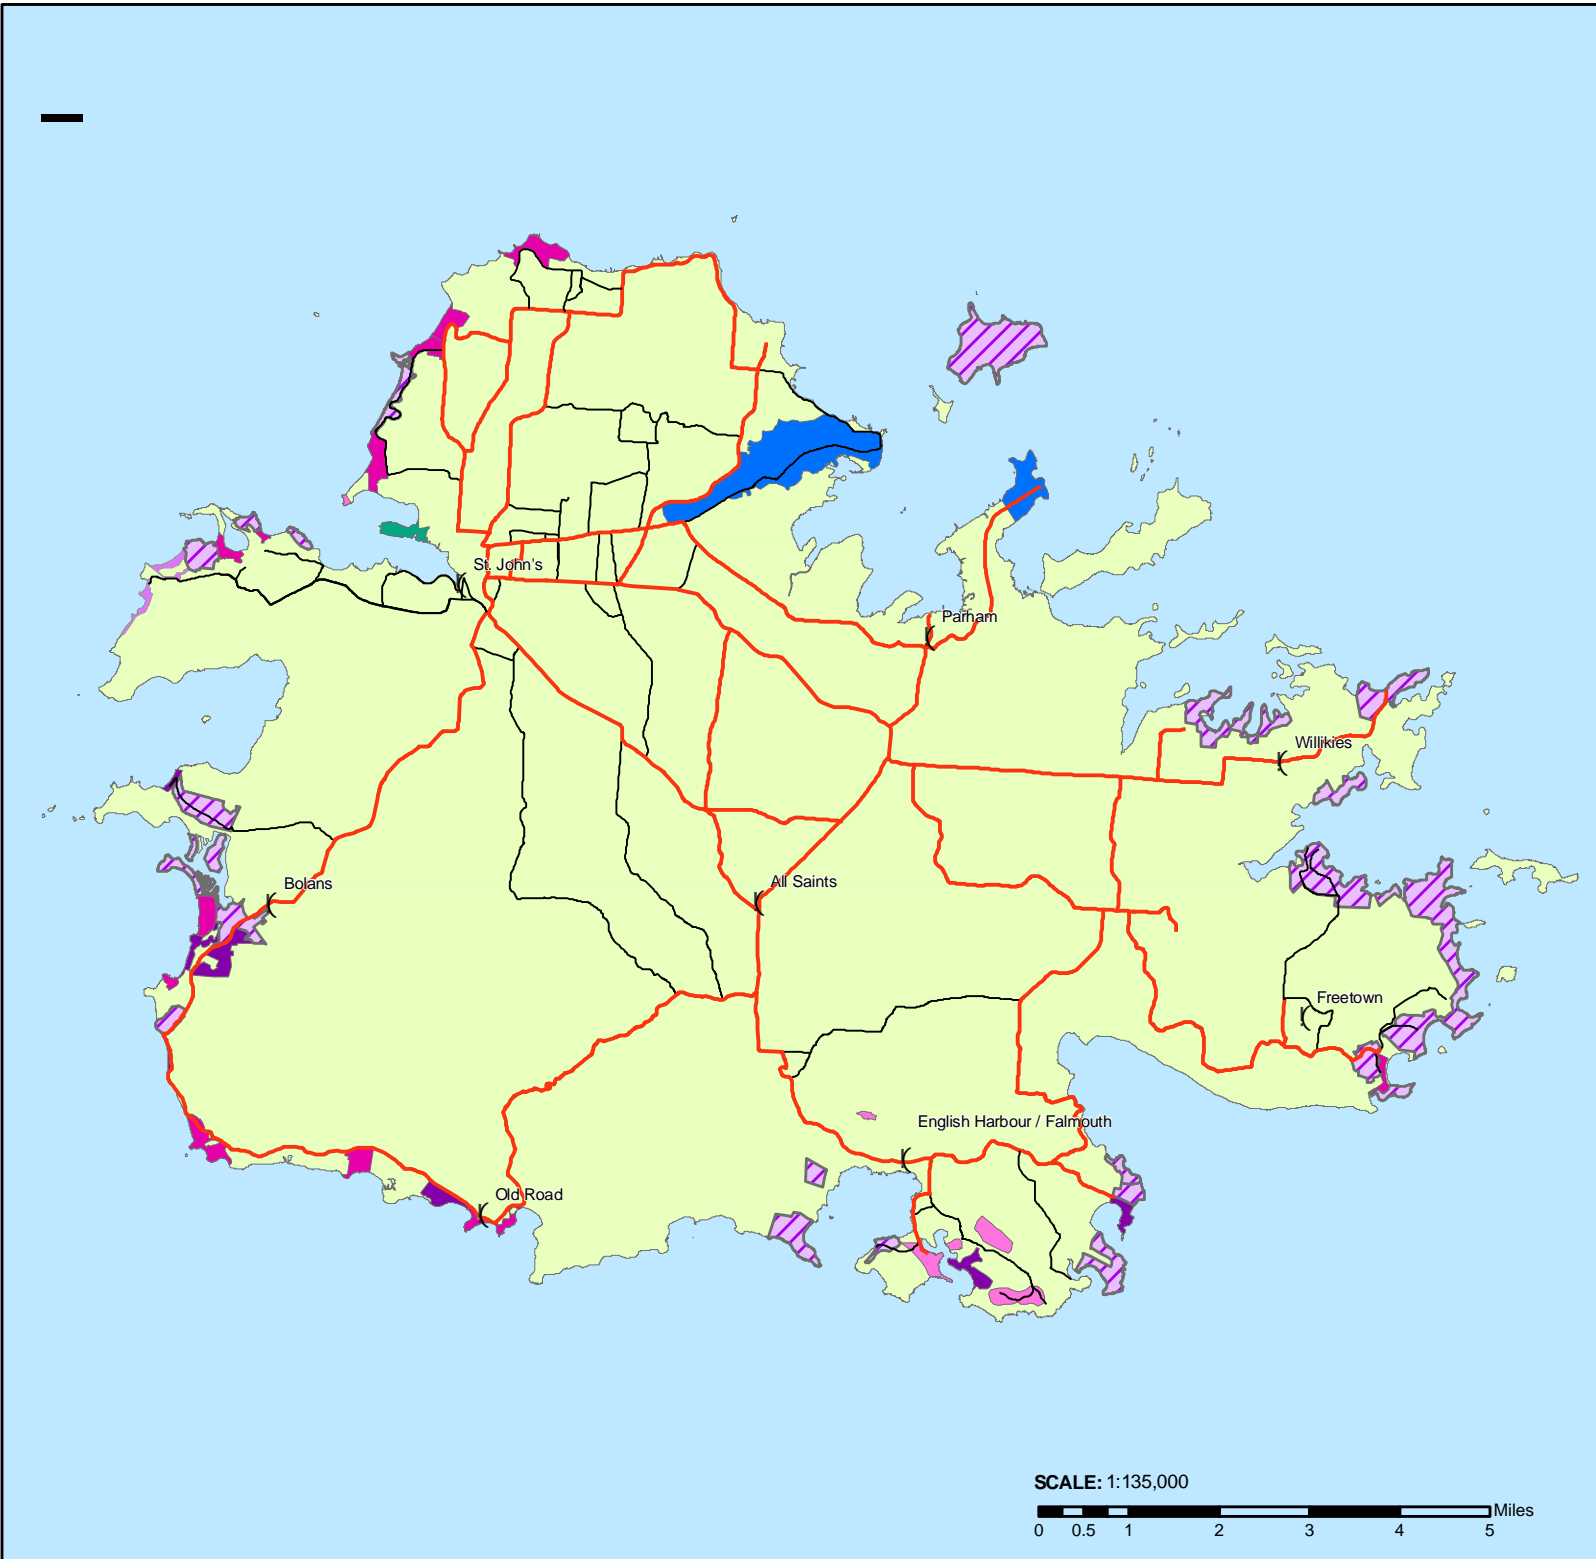 St. John's
Parham
Willikies
Bolans
All Saints
Freetown
English Harbour / Falmouth
Old Road
SCALE: 1:135,000
Miles
0 0.5 1 2 3 4 5